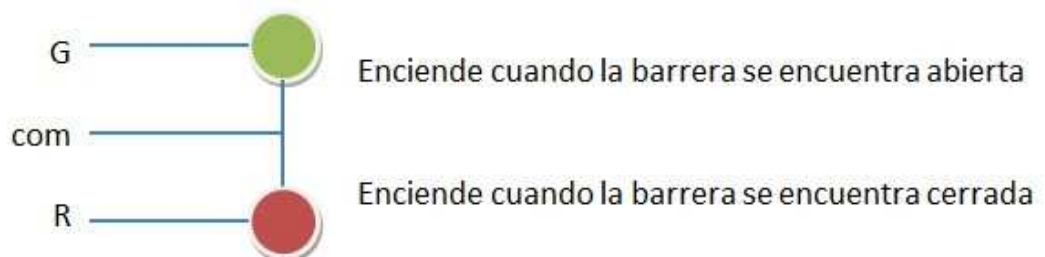 G
Enciende cuando la barrera se encuentra abierta
com
Enciende cuando la barrera se encuentra cerrada
R